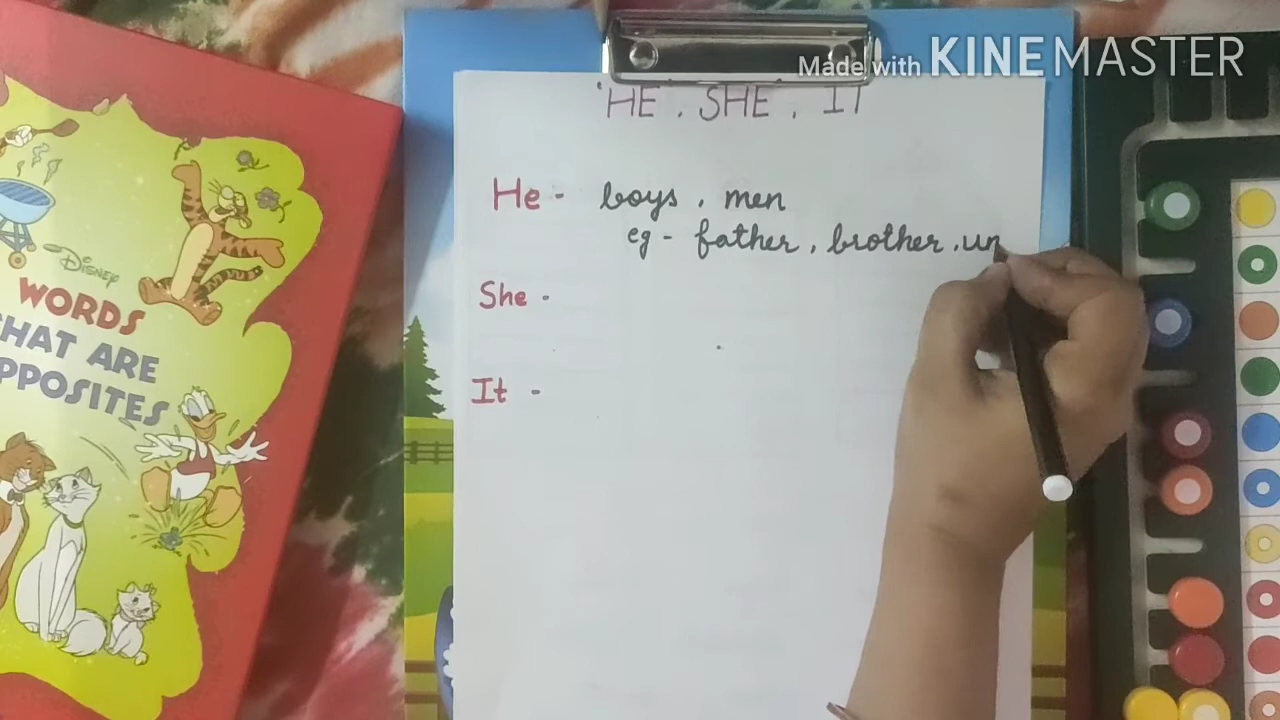 Made with KINEMASTER
'HE , SHE , IT
He - boys , men
eg - father , brother , un
She -
It -
DISNEY
WORDS
THAT ARE
OPPOSITES